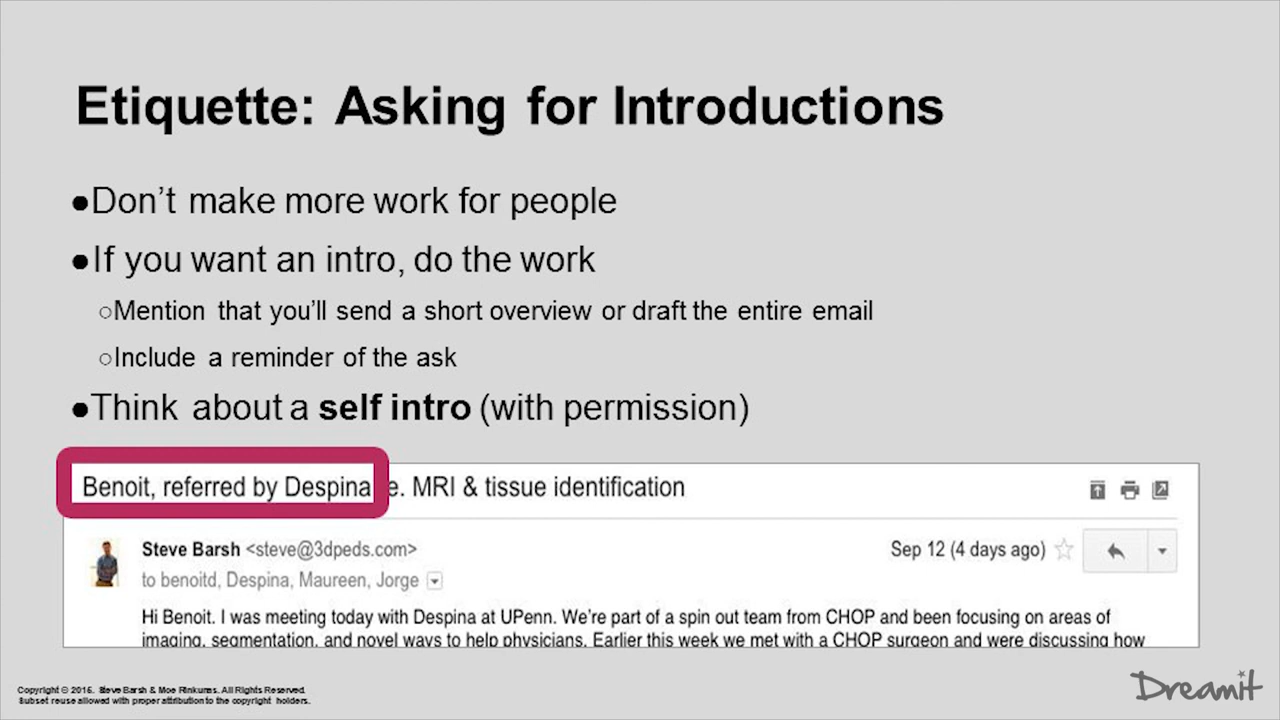 Etiquette: Asking for Introductions
●Don't make more work for people
●If you want an intro, do the work
○Mention that you'll send a short overview or draft the entire email
○Include a reminder of the ask
●Think about a self intro (with permission)
Benoit, referred by Despina e. MRI & tissue identification
Steve Barsh <steve@3dpeds.com>
Sep 12 (4 days ago)
to benoitd, Despina, Maureen, Jorge
Hi Benoit. I was meeting today with Despina at UPenn. We're part of a spin out team from CHOP and been focusing on areas of
imaging, segmentation, and novel ways to help physicians. Earlier this week we met with a CHOP surgeon and were discussing how
Copyright © 2015. Steve Barsh & Moe Rinkunas. All Rights Reserved.
Subset reuse allowed with proper attribution to the copyright holders.
Dreamit